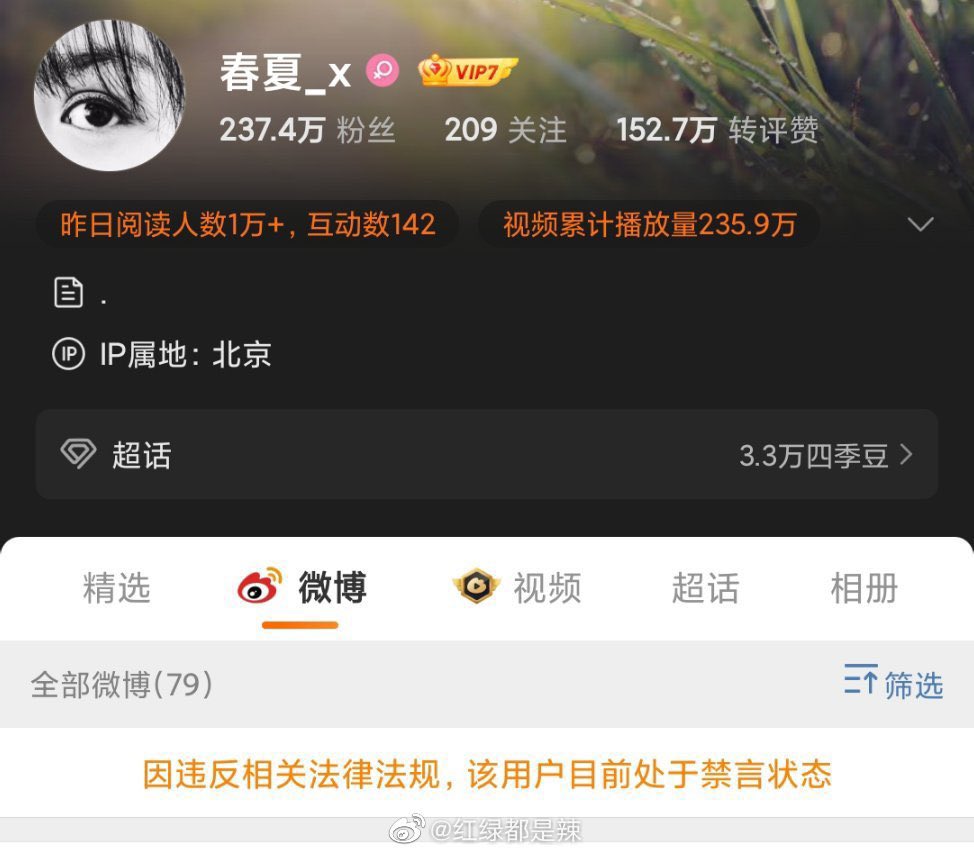 春夏_x VIP7
237.4万 粉丝 209 关注 152.7万 转评赞
昨日阅读人数1万+，互动数142 视频累计播放量235.9万
.
IP IP属地：北京
超话 3.3万四季豆
精选 微博 视频 超话 相册
全部微博(79) 筛选
因违反相关法律法规，该用户目前处于禁言状态
@红绿都是辣